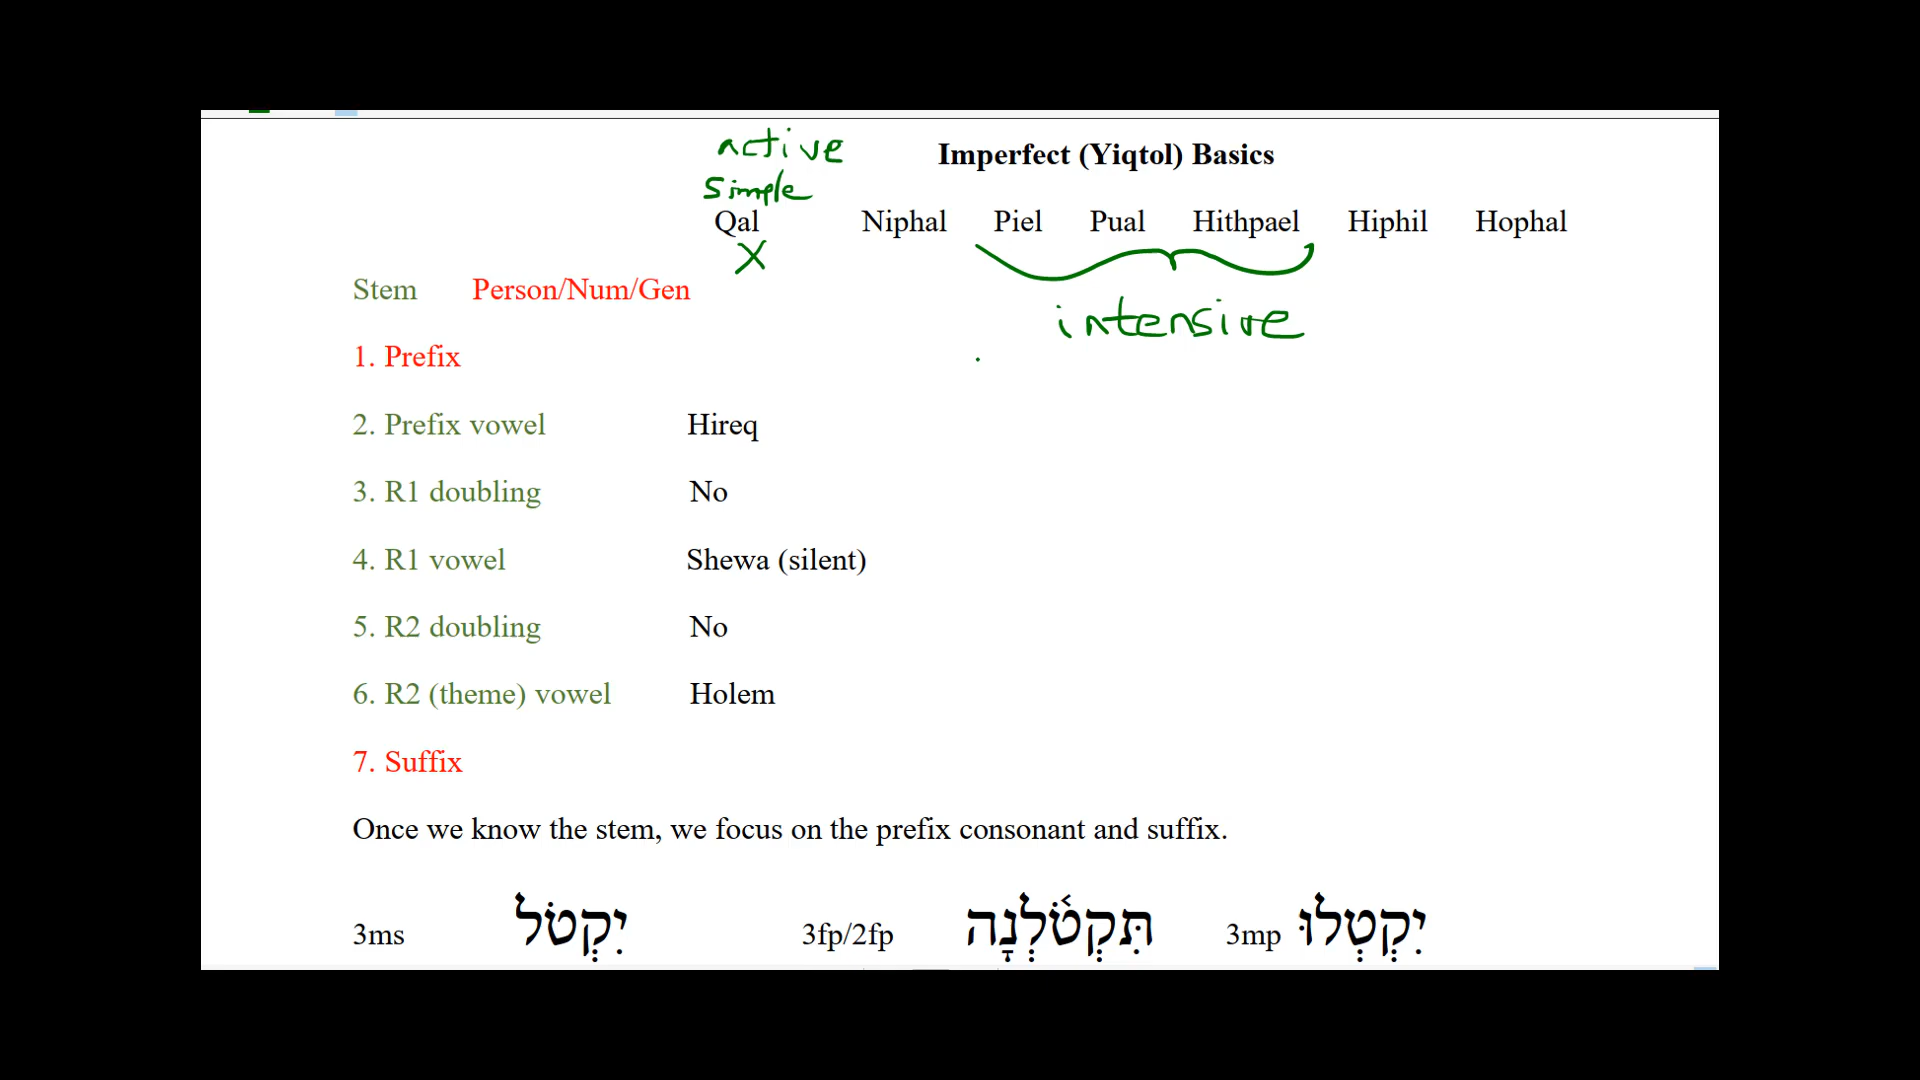 active
Imperfect (Yiqtol) Basics
simple
Qal Niphal Piel Pual Hithpael Hiphil Hophal
X
Stem Person/Num/Gen
intensive
1. Prefix
2. Prefix vowel Hireq
3. R1 doubling No
4. R1 vowel Shewa (silent)
5. R2 doubling No
6. R2 (theme) vowel Holem
7. Suffix
Once we know the stem, we focus on the prefix consonant and suffix.
3ms יִקְטֹל 3fp/2fp תִּקְטֹ֫לְנָה 3mp יִקְטְלוּ